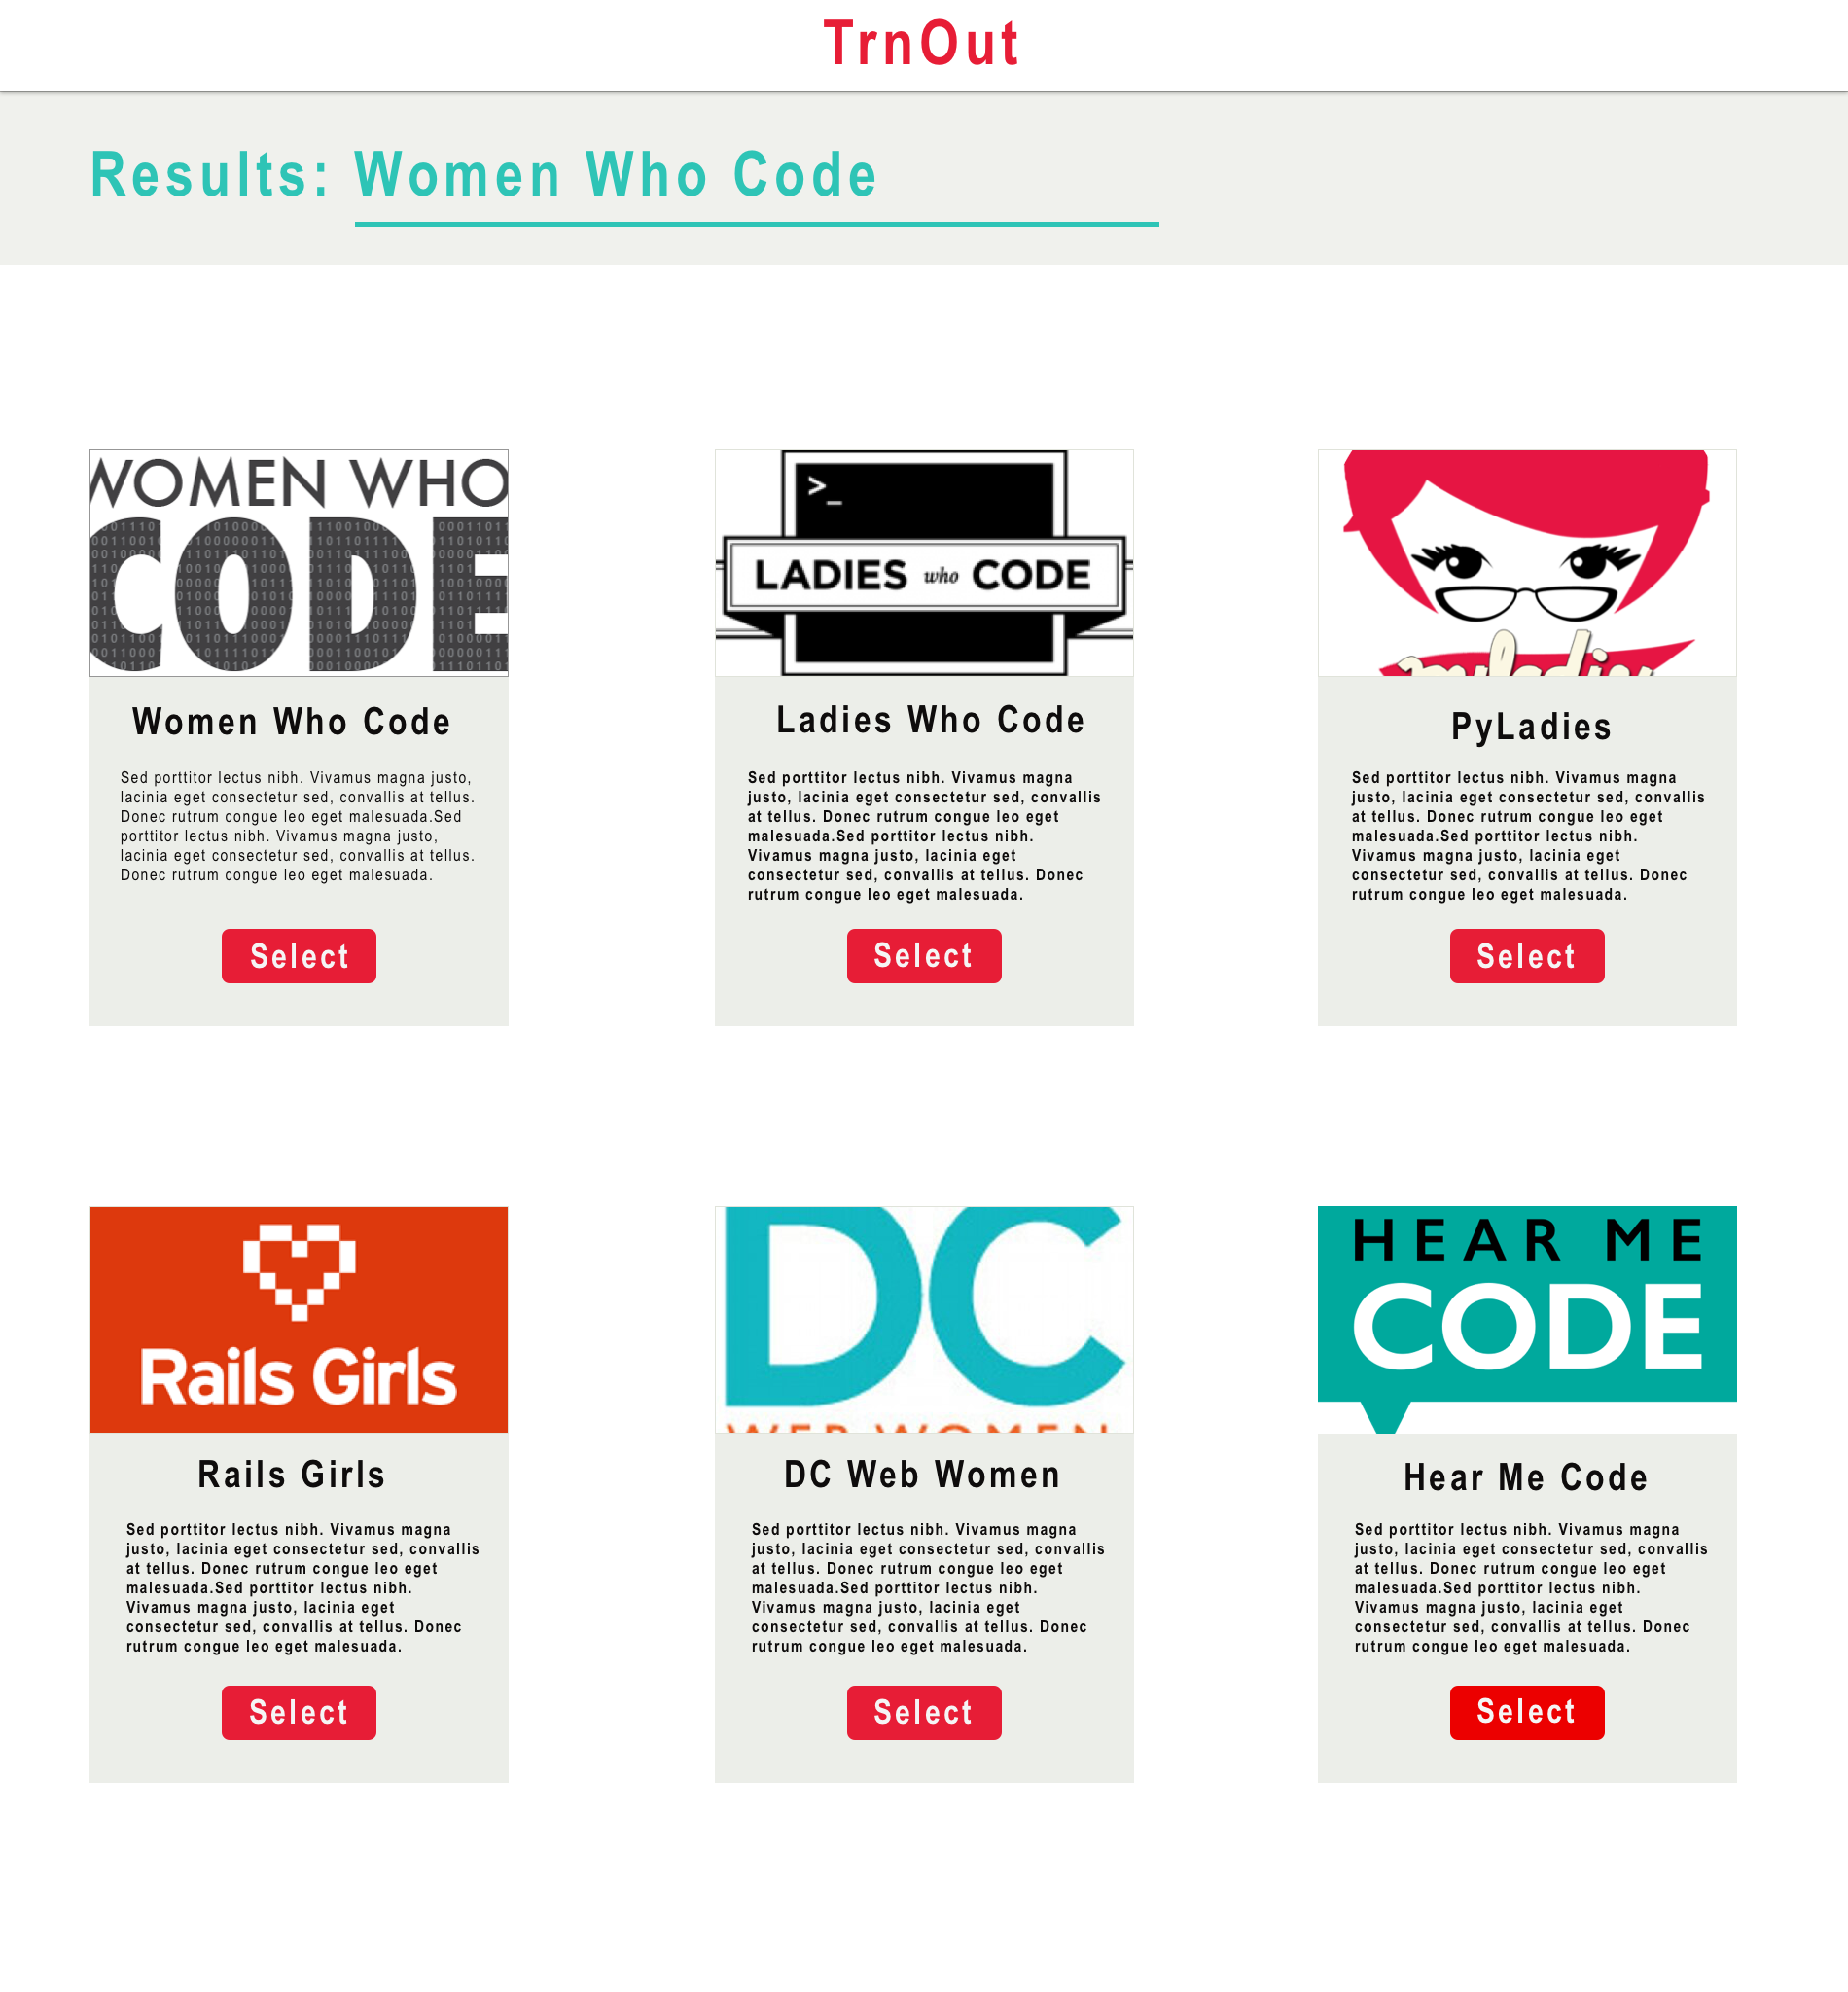 TrnOut
Results: Women Who Code
WOMEN WHO
CODE
Women Who Code
Sed porttitor lectus nibh. Vivamus magna justo,
lacinia eget consectetur sed, convallis at tellus.
Donec rutrum congue leo eget malesuada.Sed
porttitor lectus nibh. Vivamus magna justo,
lacinia eget consectetur sed, convallis at tellus.
Donec rutrum congue leo eget malesuada.
Select
>_
LADIES who CODE
Ladies Who Code
Sed porttitor lectus nibh. Vivamus magna
justo, lacinia eget consectetur sed, convallis
at tellus. Donec rutrum congue leo eget
malesuada.Sed porttitor lectus nibh.
Vivamus magna justo, lacinia eget
consectetur sed, convallis at tellus. Donec
rutrum congue leo eget malesuada.
Select
pyladies
PyLadies
Sed porttitor lectus nibh. Vivamus magna
justo, lacinia eget consectetur sed, convallis
at tellus. Donec rutrum congue leo eget
malesuada.Sed porttitor lectus nibh.
Vivamus magna justo, lacinia eget
consectetur sed, convallis at tellus. Donec
rutrum congue leo eget malesuada.
Select
Rails Girls
Rails Girls
Sed porttitor lectus nibh. Vivamus magna
justo, lacinia eget consectetur sed, convallis
at tellus. Donec rutrum congue leo eget
malesuada.Sed porttitor lectus nibh.
Vivamus magna justo, lacinia eget
consectetur sed, convallis at tellus. Donec
rutrum congue leo eget malesuada.
Select
DC
WEB WOMEN
DC Web Women
Sed porttitor lectus nibh. Vivamus magna
justo, lacinia eget consectetur sed, convallis
at tellus. Donec rutrum congue leo eget
malesuada.Sed porttitor lectus nibh.
Vivamus magna justo, lacinia eget
consectetur sed, convallis at tellus. Donec
rutrum congue leo eget malesuada.
Select
HEAR ME
CODE
Hear Me Code
Sed porttitor lectus nibh. Vivamus magna
justo, lacinia eget consectetur sed, convallis
at tellus. Donec rutrum congue leo eget
malesuada.Sed porttitor lectus nibh.
Vivamus magna justo, lacinia eget
consectetur sed, convallis at tellus. Donec
rutrum congue leo eget malesuada.
Select